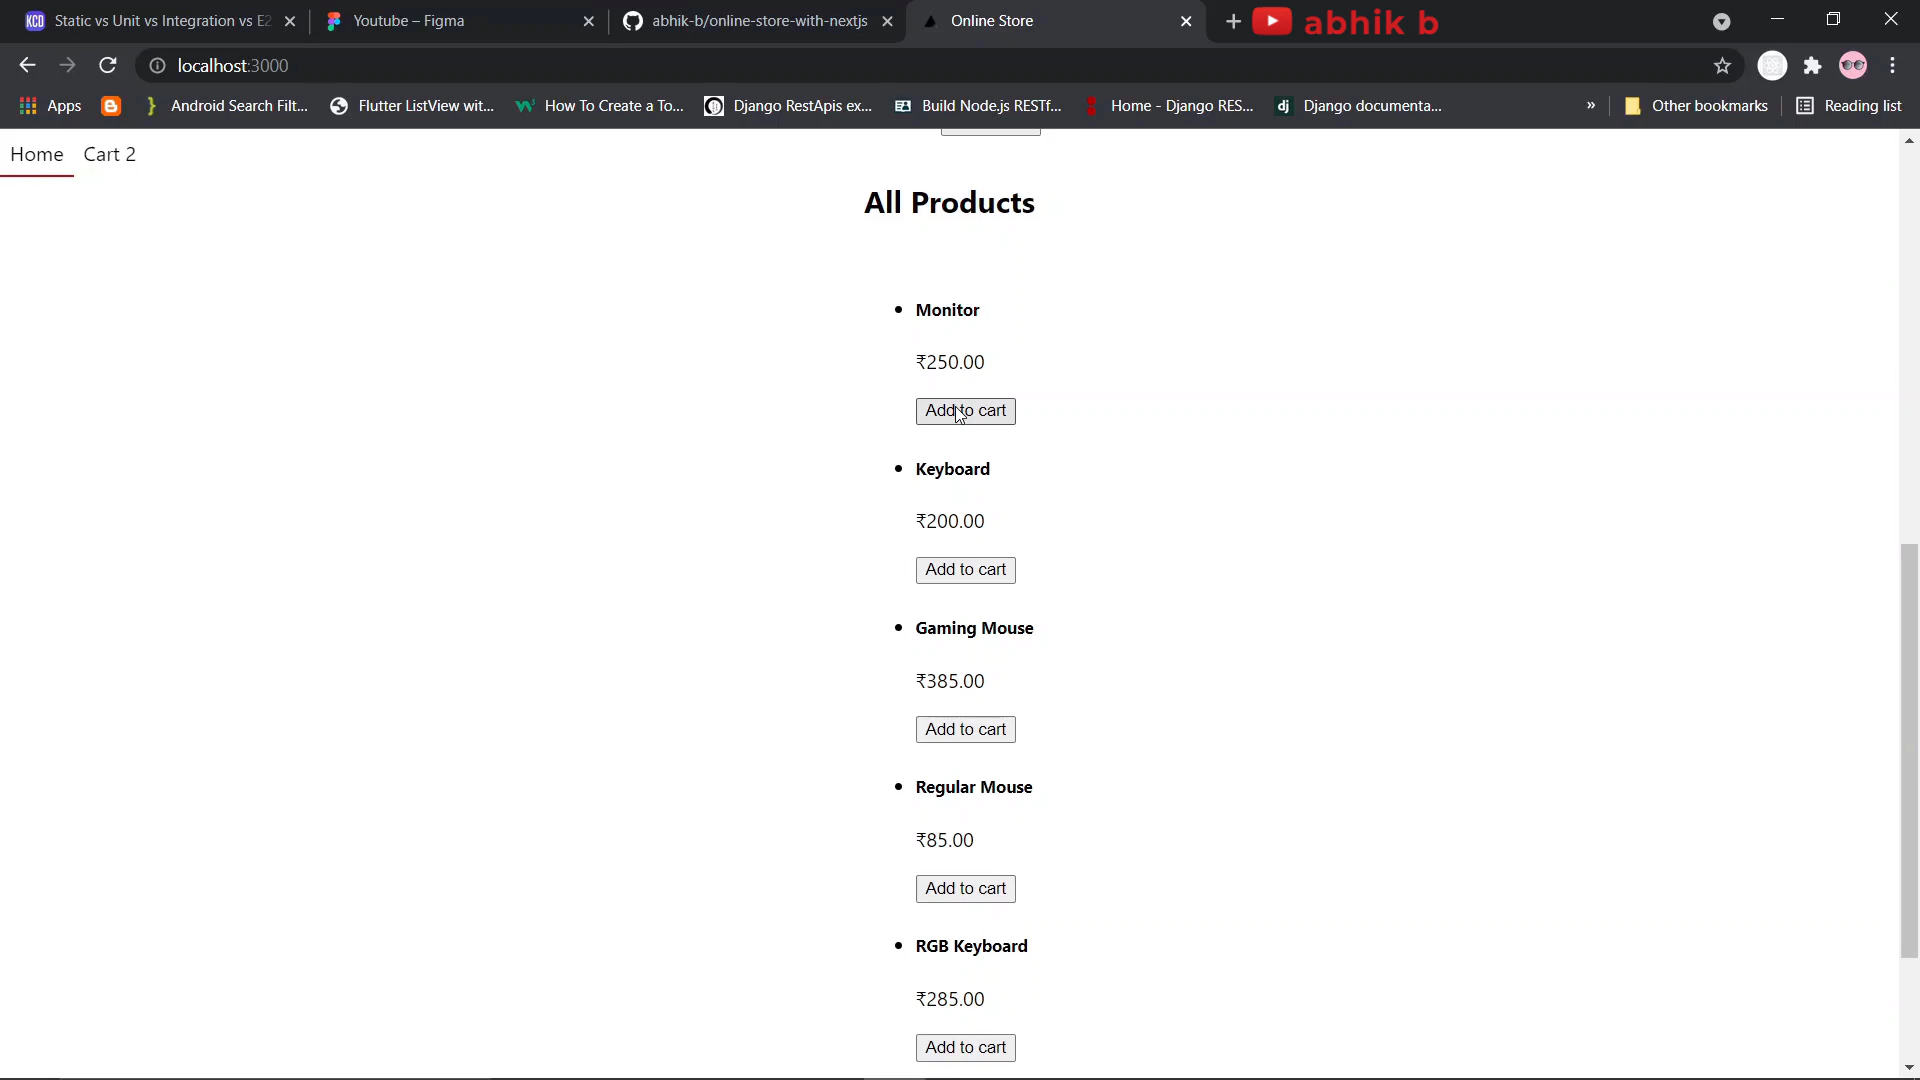 Static vs Unit vs Integration vs E2
Youtube – Figma
abhik-b/online-store-with-nextjs
Online Store
abhik b
localhost:3000
Apps
Android Search Filt...
Flutter ListView wit...
How To Create a To...
Django RestApis ex...
Build Node.js RESTf...
Home - Django RES...
Django documenta...
»
Other bookmarks
Reading list
Home
Cart 2
All Products
Monitor
₹250.00
Add to cart
Keyboard
₹200.00
Add to cart
Gaming Mouse
₹385.00
Add to cart
Regular Mouse
₹85.00
Add to cart
RGB Keyboard
₹285.00
Add to cart